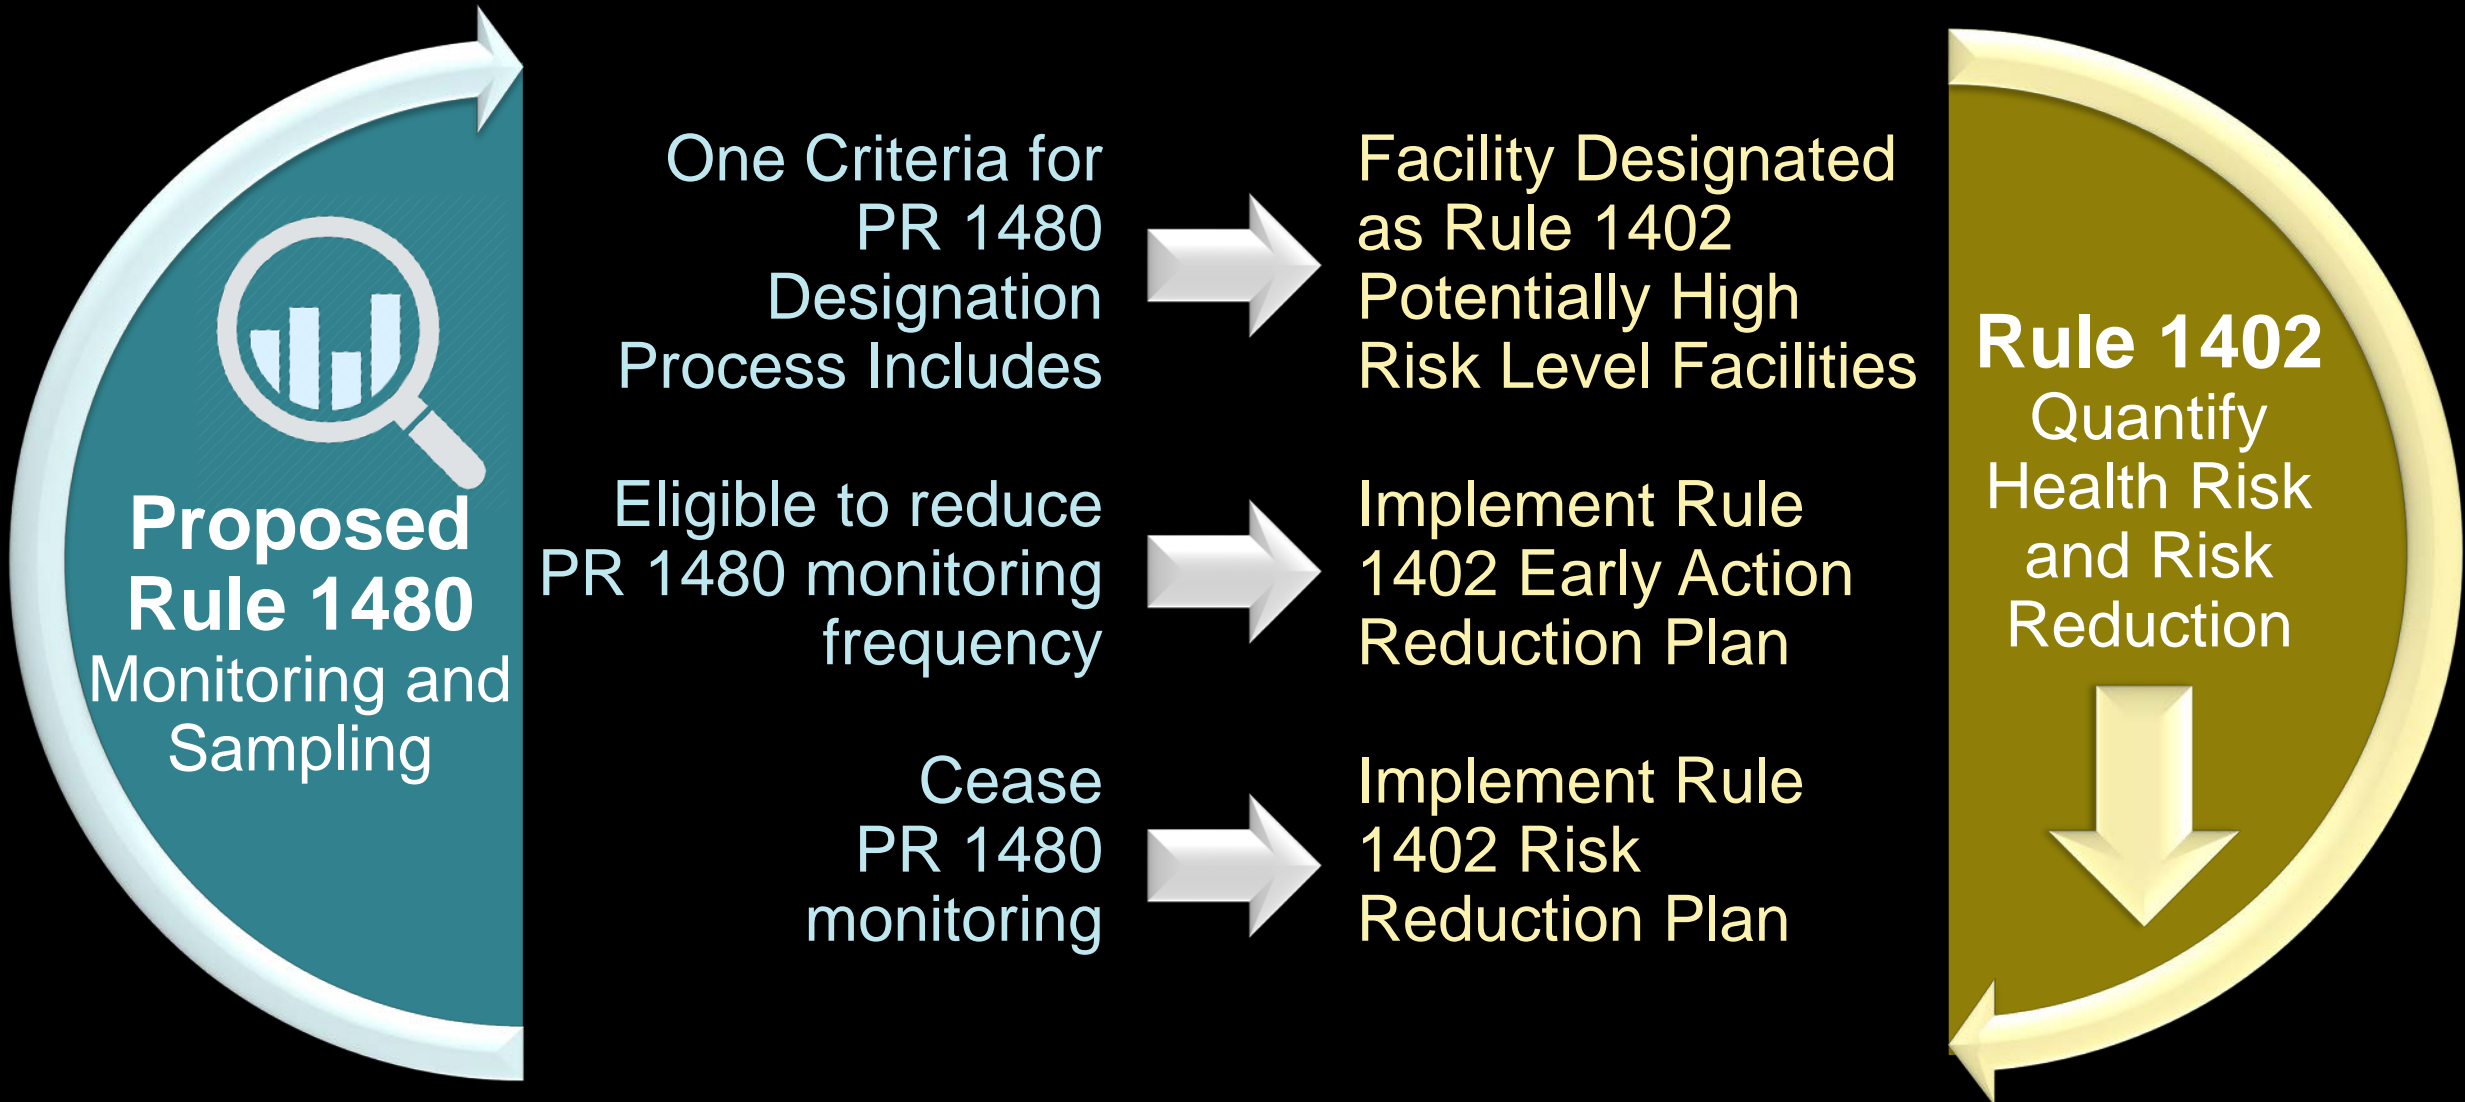 Proposed
Rule 1480
Monitoring and
Sampling
One Criteria for
PR 1480
Designation
Process Includes
Facility Designated
as Rule 1402
Potentially High
Risk Level Facilities
Eligible to reduce
PR 1480 monitoring
frequency
Implement Rule
1402 Early Action
Reduction Plan
Cease
PR 1480
monitoring
Implement Rule
1402 Risk
Reduction Plan
Rule 1402
Quantify
Health Risk
and Risk
Reduction